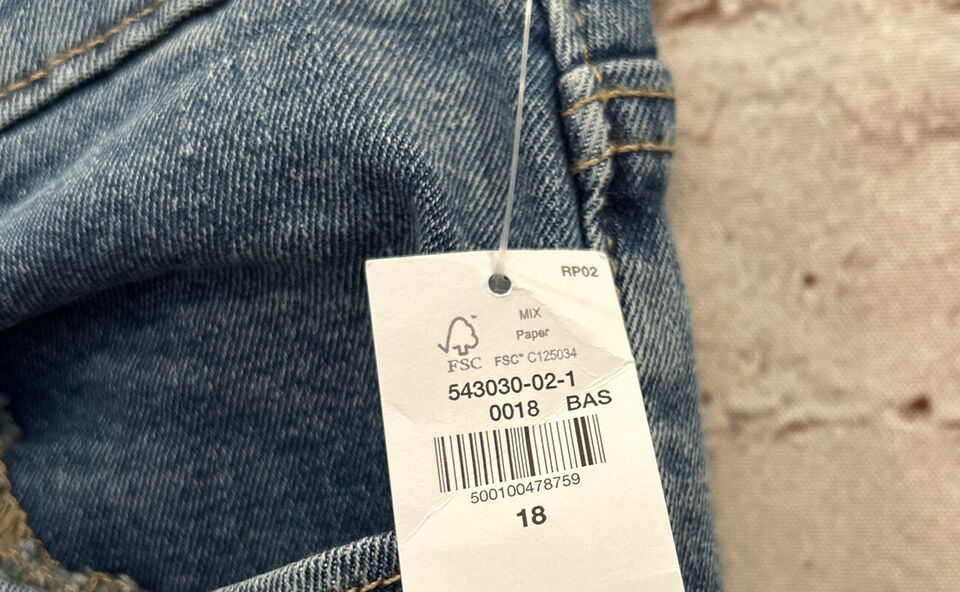 RP02
MIX
Paper
FSC™ C125034
FSC
543030-02-1
0018 BAS
500100478759
18